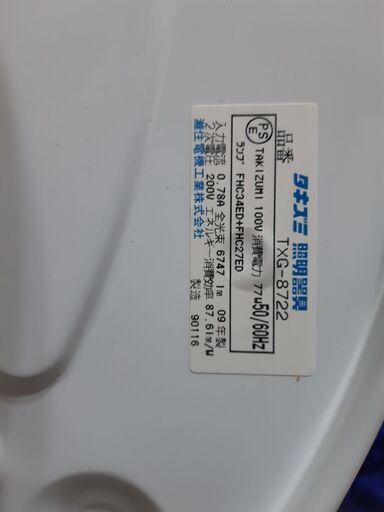 タキズミ 照明器具
品番 TXG-8722
PS E TAKIZUMI 100V 消費電力 77W 50/60Hz
ランプ FHC34ED+FHC27ED
入力電流 0.78A 全光束 6747 lm 09年製
2次電圧 200V エネルギー消費効率 87.6lm/W
瀧住電機工業株式会社 製造 90116